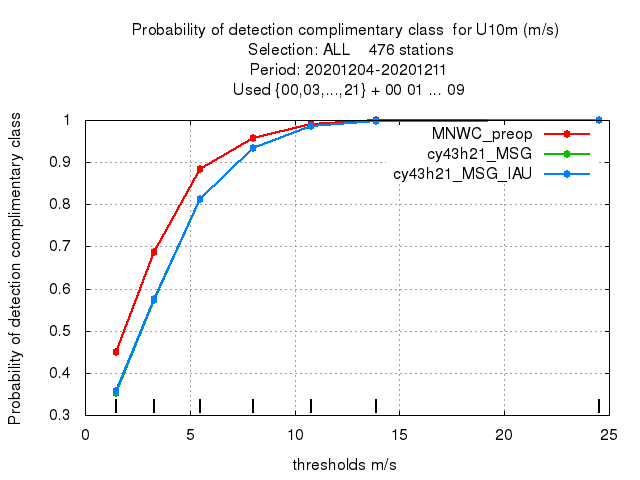 Probability of detection complimentary class  for U10m (m/s)
Selection: ALL    476 stations
Period: 20201204-20201211
Used {00,03,...,21} + 00 01 ... 09
Probability of detection complimentary class
1
0.9
0.8
0.7
0.6
0.5
0.4
0.3
MNWC_preop
cy43h21_MSG
cy43h21_MSG_IAU
0 5 10 15 20 25
thresholds m/s